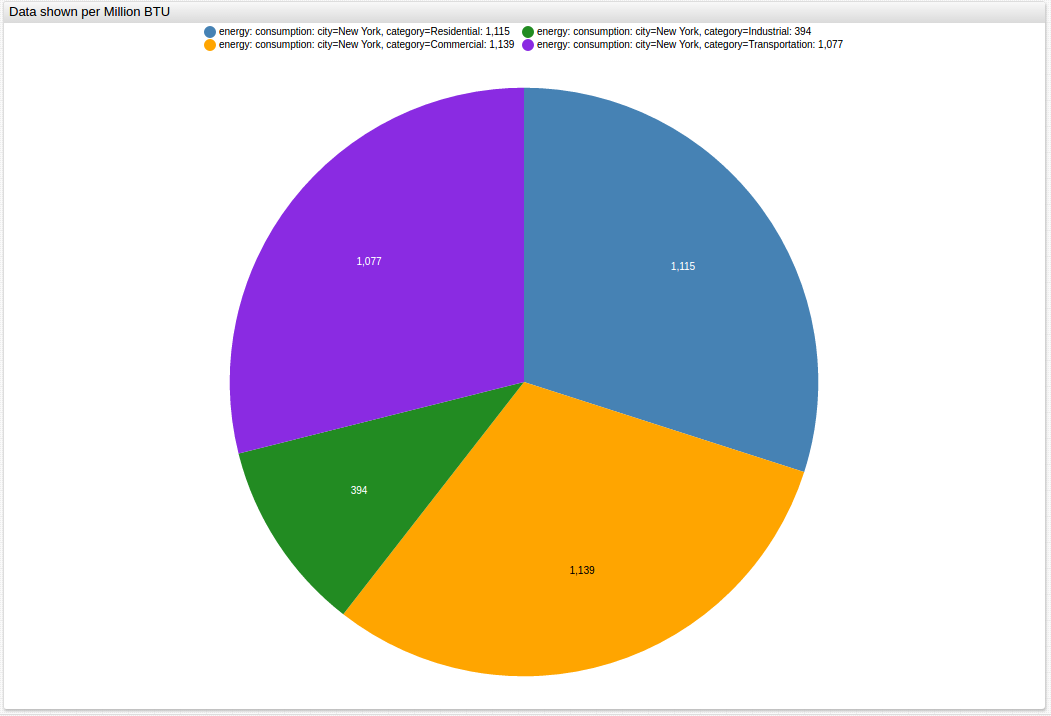 Data shown per Million BTU
energy: consumption: city=New York, category=Residential: 1,115
energy: consumption: city=New York, category=Industrial: 394
energy: consumption: city=New York, category=Commercial: 1,139
energy: consumption: city=New York, category=Transportation: 1,077
1,077
1,115
394
1,139